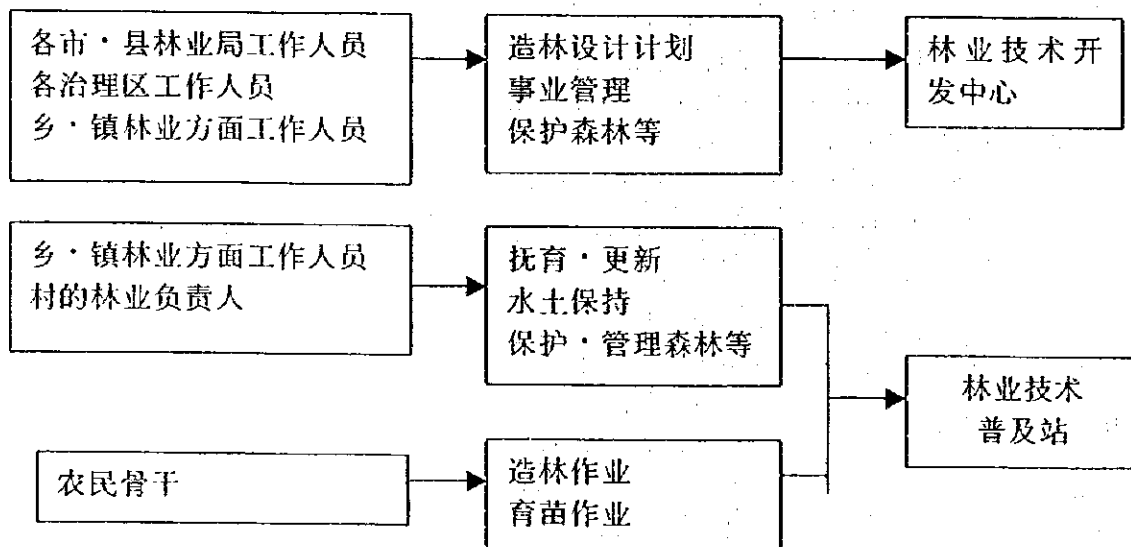 各市·县林业局工作人员
各治理区工作人员
乡·镇林业方面工作人员
造林设计计划
事业管理
保护森林等
林业技术开
发中心
乡·镇林业方面工作人员
村的林业负责人
抚育·更新
水土保持
保护·管理森林等
林业技术
普及站
农民骨干
造林作业
育苗作业